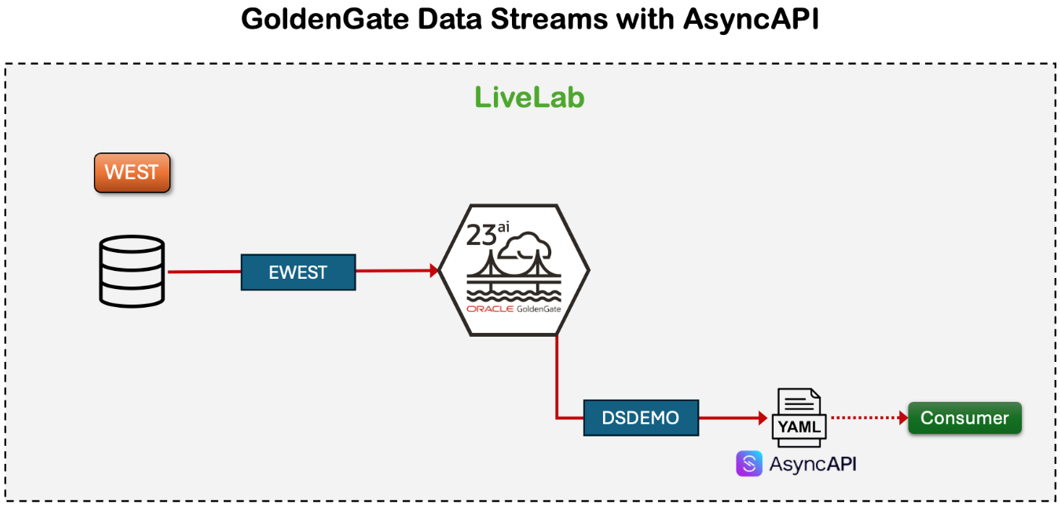 GoldenGate Data Streams with AsyncAPI
LiveLab
WEST
EWEST
23ai
ORACLE GoldenGate
DSDEMO
YAML
AsyncAPI
Consumer